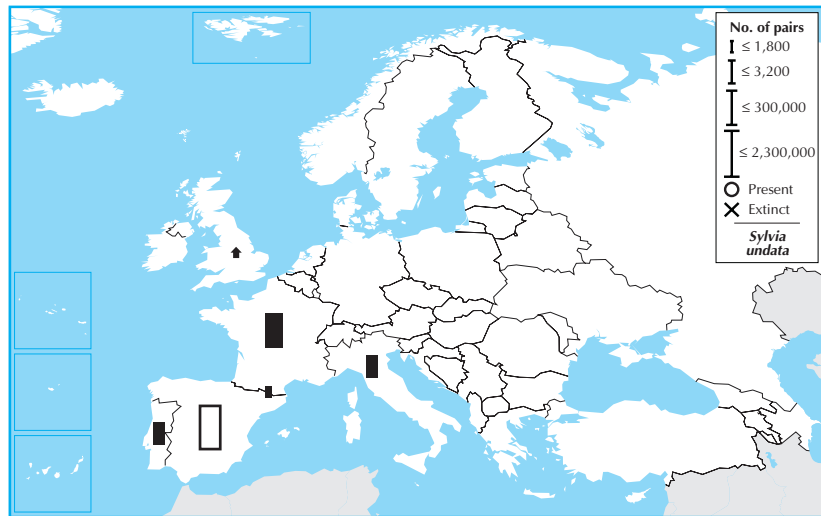 No. of pairs
≤ 1,800
≤ 3,200
≤ 300,000
≤ 2,300,000
Present
Extinct
Sylvia
undata